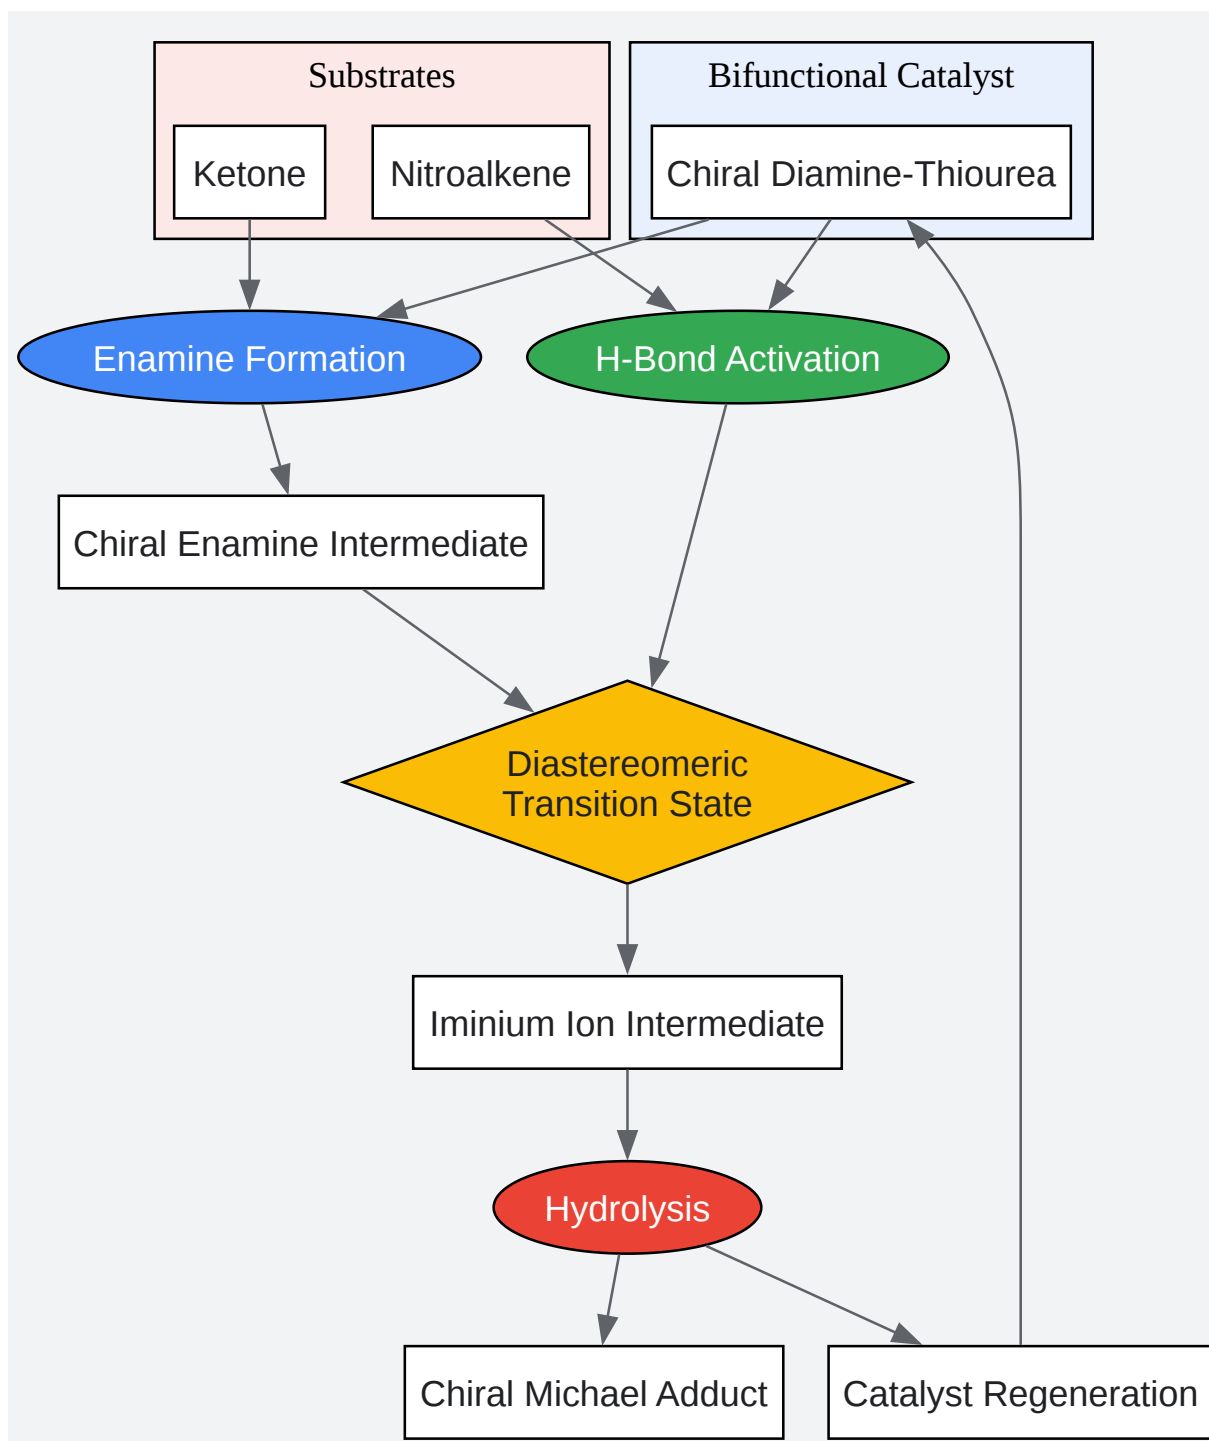 Substrates
Bifunctional Catalyst
Ketone
Nitroalkene
Chiral Diamine-Thiourea
Enamine Formation
H-Bond Activation
Chiral Enamine Intermediate
Diastereomeric
Transition State
Iminium Ion Intermediate
Hydrolysis
Chiral Michael Adduct
Catalyst Regeneration